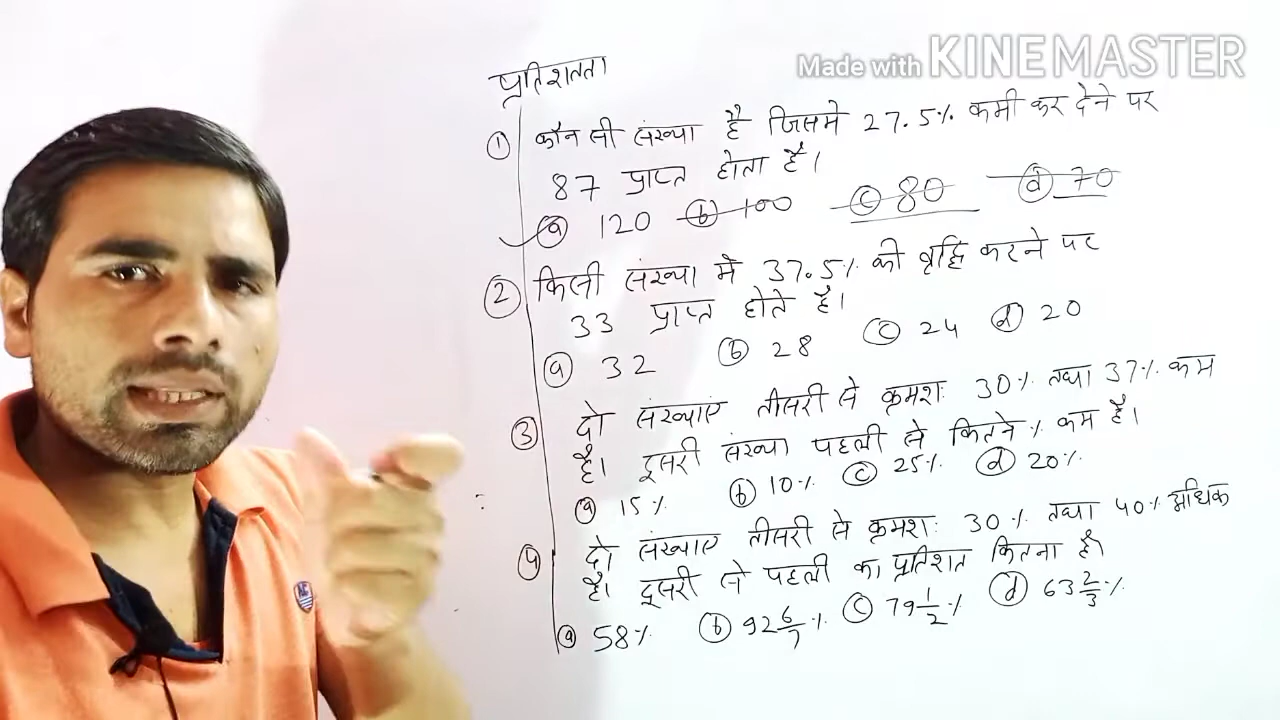 Made with KINEMASTER
प्रतिशतता
① कौन सी संख्या है जिसमे 27.5% कमी कर देने पर
87 प्राप्त होता है।
ⓐ 120 ⓑ 100 ⓒ 80 ⓓ 70
② किसी संख्या मे 37.5% की वृद्धि करने पर
33 प्राप्त होते है।
ⓐ 32 ⓑ 28 ⓒ 24 ⓓ 20
③ दो संख्याएं तीसरी से क्रमशः 30% तथा 37% कम
है। दूसरी संख्या पहली से कितने % कम है।
ⓐ 15% ⓑ 10% ⓒ 25% ⓓ 20%
④ दो संख्याए तीसरी से क्रमशः 30% तथा 40% अधिक
है। दूसरी से पहली का प्रतिशत कितना है।
ⓐ 58% ⓑ 92 6/7 % ⓒ 79 1/2 % ⓓ 63 2/3 %